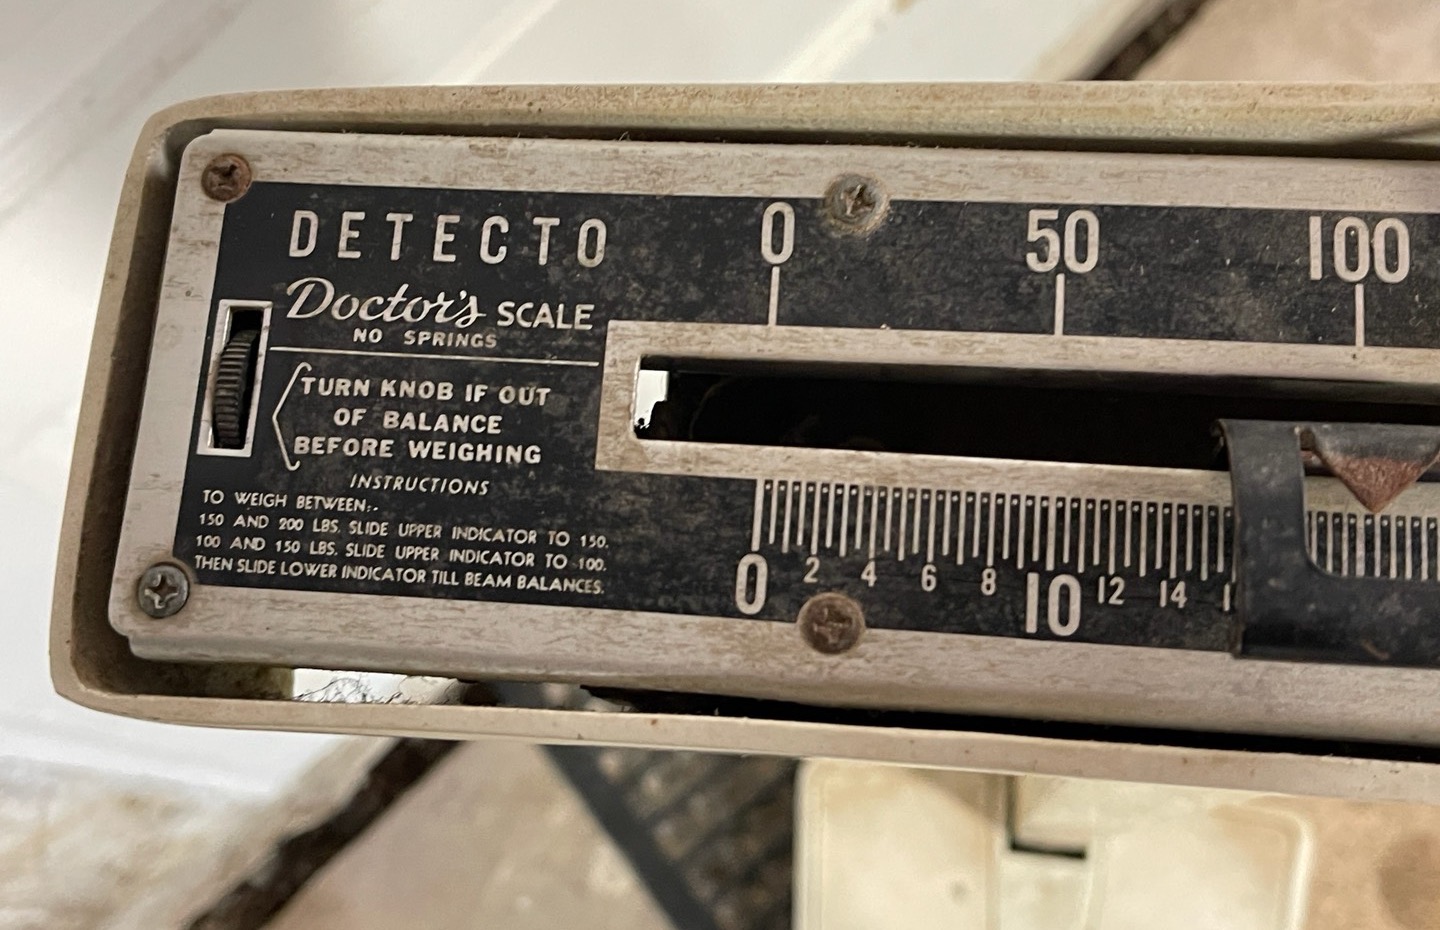 DETECTO
Doctor's SCALE
NO SPRINGS
TURN KNOB IF OUT
OF BALANCE
BEFORE WEIGHING
INSTRUCTIONS
TO WEIGH BETWEEN:-
150 AND 200 LBS. SLIDE UPPER INDICATOR TO 150.
100 AND 150 LBS. SLIDE UPPER INDICATOR TO 100.
THEN SLIDE LOWER INDICATOR TILL BEAM BALANCES.
0 50 100
0 2 4 6 8 10 12 14